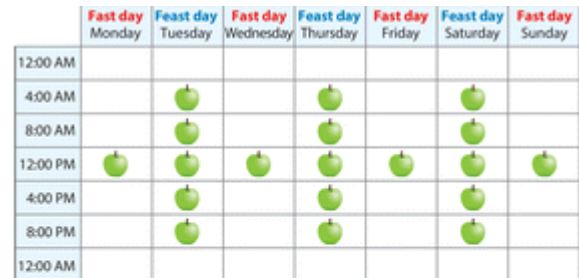 Fast day Feast day Fast day Feast day Fast day Feast day Fast day
Monday Tuesday Wednesday Thursday Friday Saturday Sunday
12:00 AM
4:00 AM
8:00 AM
12:00 PM
4:00 PM
8:00 PM
12:00 AM